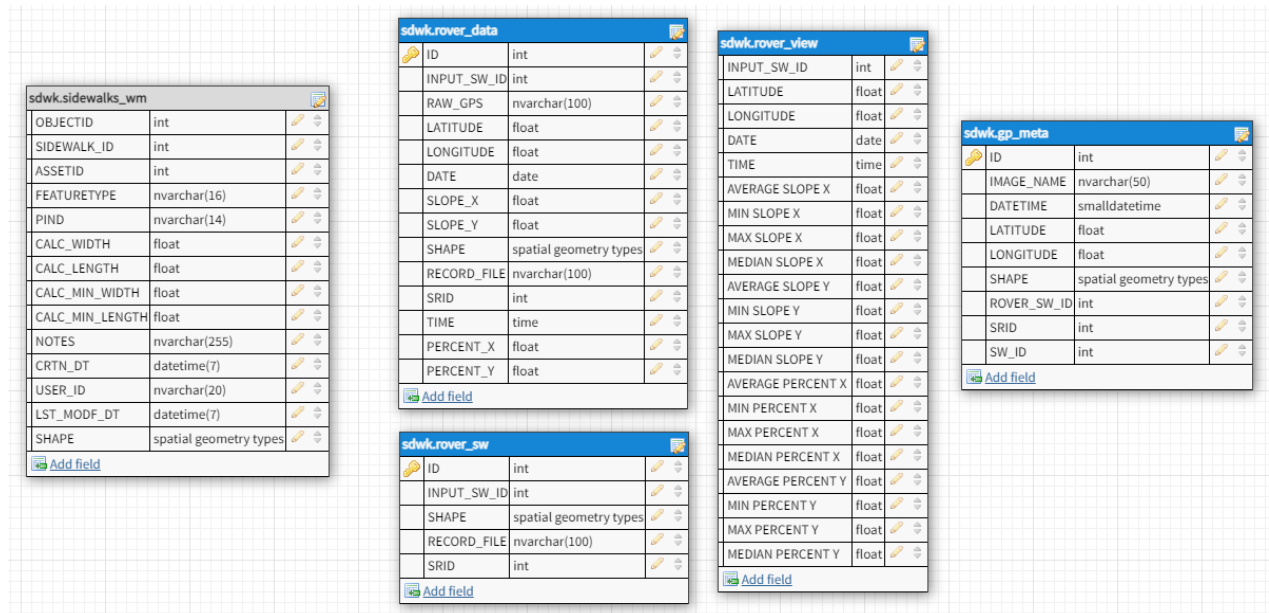 sdwk.sidewalks_wm
OBJECTID int
SIDEWALK_ID int
ASSETID int
FEATURETYPE nvarchar(16)
PIND nvarchar(14)
CALC_WIDTH float
CALC_LENGTH float
CALC_MIN_WIDTH float
CALC_MIN_LENGTH float
NOTES nvarchar(255)
CRTN_DT datetime(7)
USER_ID nvarchar(20)
LST_MODF_DT datetime(7)
SHAPE spatial geometry types
Add field
sdwk.rover_data
ID int
INPUT_SW_ID int
RAW_GPS nvarchar(100)
LATITUDE float
LONGITUDE float
DATE date
SLOPE_X float
SLOPE_Y float
SHAPE spatial geometry types
RECORD_FILE nvarchar(100)
SRID int
TIME time
PERCENT_X float
PERCENT_Y float
Add field
sdwk.rover_sw
ID int
INPUT_SW_ID int
SHAPE spatial geometry types
RECORD_FILE nvarchar(100)
SRID int
Add field
sdwk.rover_view
INPUT_SW_ID int
LATITUDE float
LONGITUDE float
DATE date
TIME time
AVERAGE SLOPE X float
MIN SLOPE X float
MAX SLOPE X float
MEDIAN SLOPE X float
AVERAGE SLOPE Y float
MIN SLOPE Y float
MAX SLOPE Y float
MEDIAN SLOPE Y float
AVERAGE PERCENT X float
MIN PERCENT X float
MAX PERCENT X float
MEDIAN PERCENT X float
AVERAGE PERCENT Y float
MIN PERCENT Y float
MAX PERCENT Y float
MEDIAN PERCENT Y float
Add field
sdwk.gp_meta
ID int
IMAGE_NAME nvarchar(50)
DATETIME smalldatetime
LATITUDE float
LONGITUDE float
SHAPE spatial geometry types
ROVER_SW_ID int
SRID int
SW_ID int
Add field